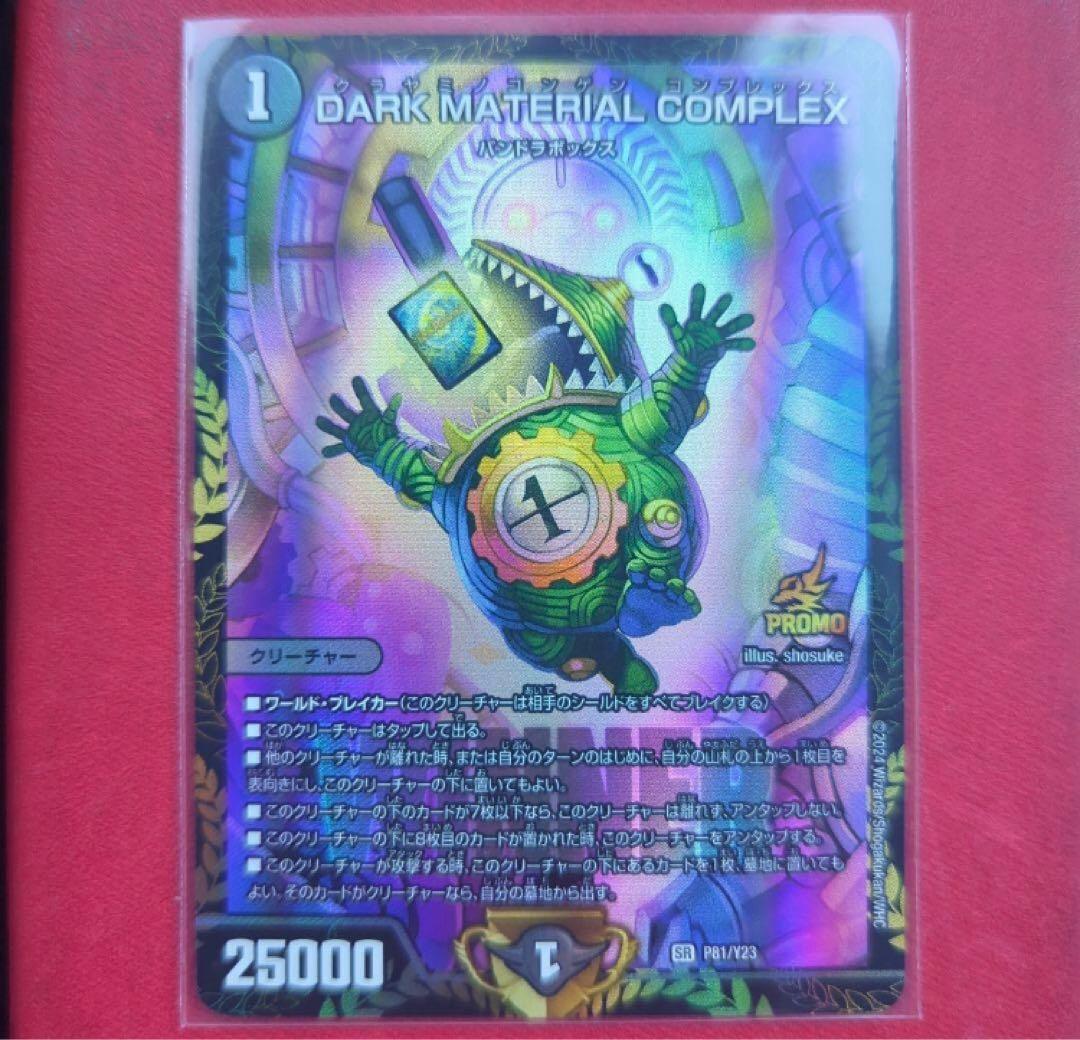 1
クラヤミノコンゲン コンプレックス
DARK MATERIAL COMPLEX
パンドラボックス
1
PROMO
illus. shosuke
クリーチャー
■ワールド・ブレイカー(このクリーチャーは相手のシールドをすべてブレイクする)
■このクリーチャーはタップして出る。
■他のクリーチャーが離れた時、または自分のターンのはじめに、自分の山札の上から1枚目を
表向きにし、このクリーチャーの下に置いてもよい。
■このクリーチャーの下のカードが7枚以下なら、このクリーチャーは離れず、アンタップしない。
■このクリーチャーの下に8枚目のカードが置かれた時、このクリーチャーをアンタップする。
■このクリーチャーが攻撃する時、このクリーチャーの下にあるカードを1枚、墓地に置いても
よい。そのカードがクリーチャーなら、自分の墓地から出す。
WINNER
©2024 Wizards/Shogakukan/WHC
25000
1
SR P81/Y23